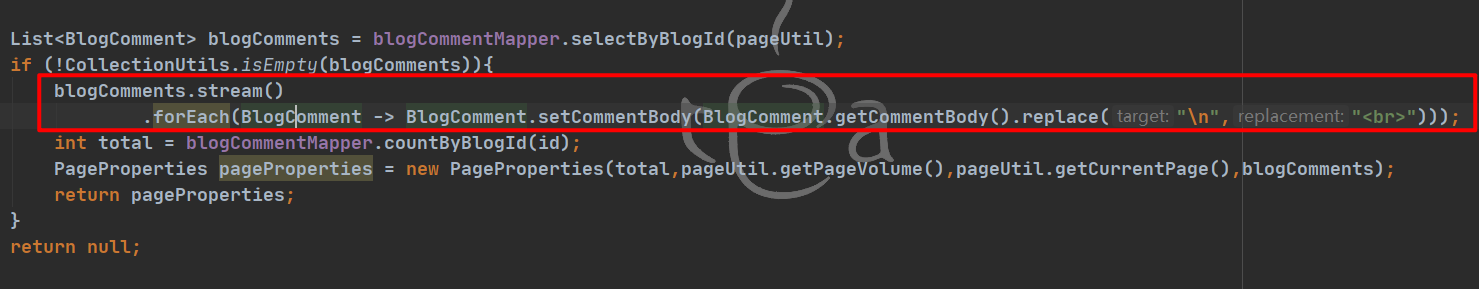 List<BlogComment> blogComments = blogCommentMapper.selectByBlogId(pageUtil);
if (!CollectionUtils.isEmpty(blogComments)){
blogComments.stream()
.forEach(BlogComment -> BlogComment.setCommentBody(BlogComment.getCommentBody().replace( target: "\n", replacement: "<br>")));
int total = blogCommentMapper.countByBlogId(id);
PageProperties pageProperties = new PageProperties(total,pageUtil.getPageVolume(),pageUtil.getCurrentPage(),blogComments);
return pageProperties;
}
return null;